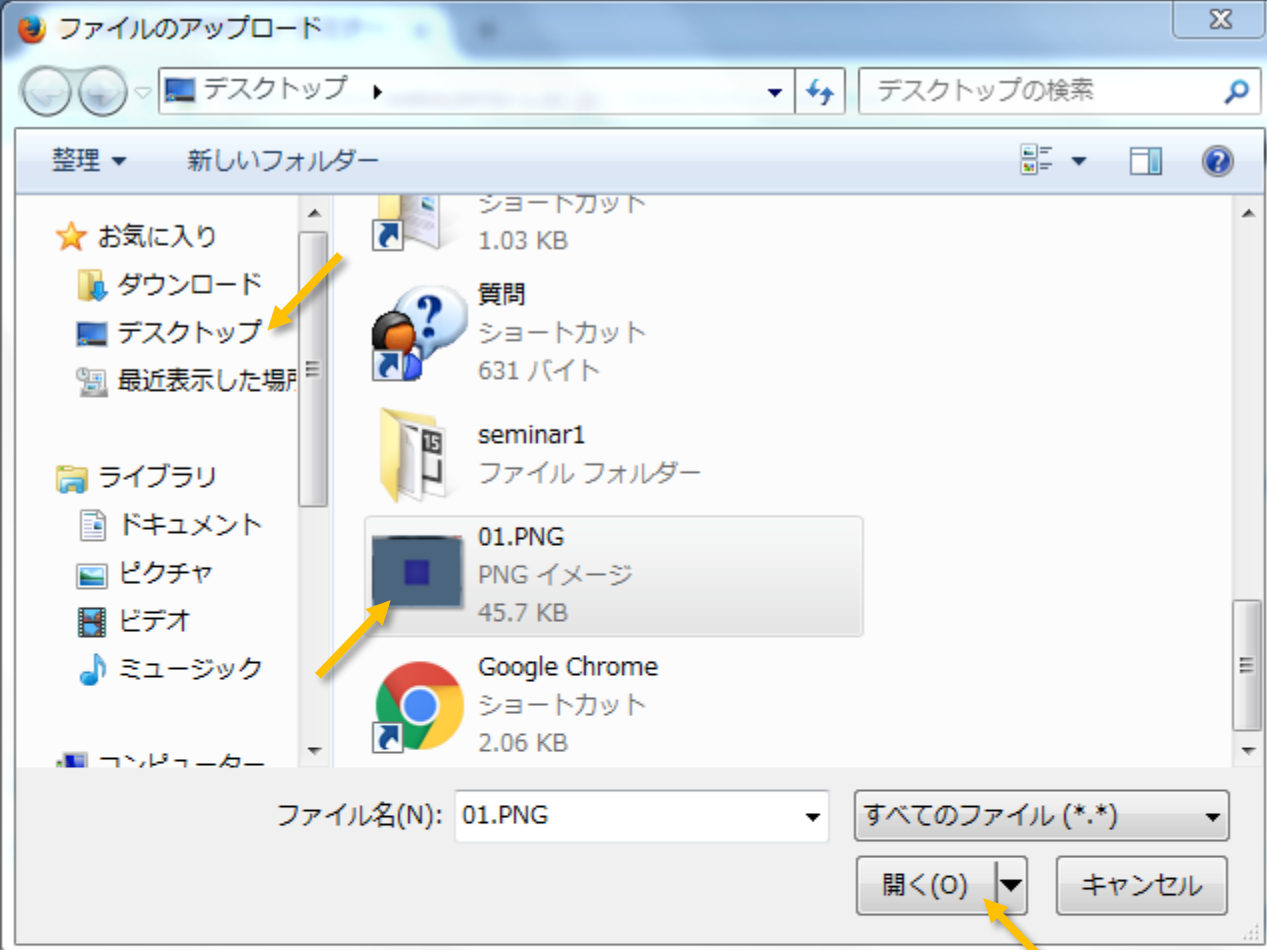 ファイルのアップロード
デスクトップ
デスクトップの検索
整理
新しいフォルダー
お気に入り
ダウンロード
デスクトップ
最近表示した場所
ライブラリ
ドキュメント
ピクチャ
ビデオ
ミュージック
コンピューター
ショートカット
1.03 KB
質問
ショートカット
631 バイト
seminar1
ファイル フォルダー
01.PNG
PNG イメージ
45.7 KB
Google Chrome
ショートカット
2.06 KB
ファイル名(N):
01.PNG
すべてのファイル (*.*)
開く(O)
キャンセル